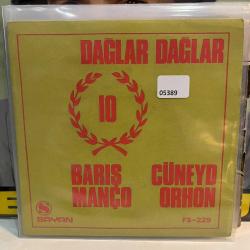 DAĞLAR DAĞLAR
05389
10
BARIŞ MANÇO
CÜNEYD ORHON
S
SAYAN
FS-229